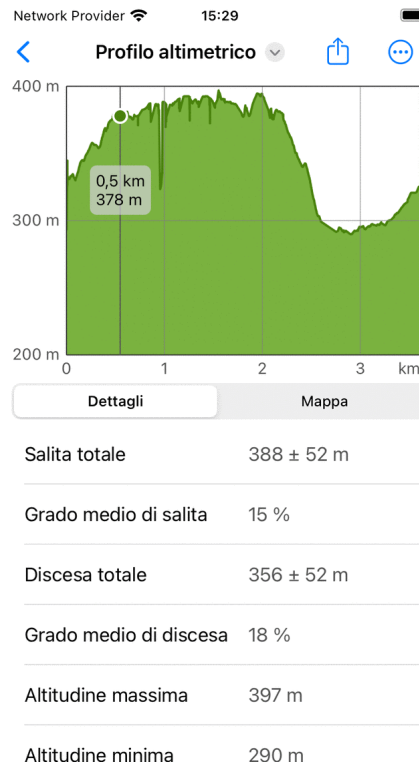 Network Provider 15:29
Profilo altimetrico
400 m
0,5 km
378 m
300 m
200 m
0 1 2 3 km
Dettagli Mappa
Salita totale 388 ± 52 m
Grado medio di salita 15 %
Discesa totale 356 ± 52 m
Grado medio di discesa 18 %
Altitudine massima 397 m
Altitudine minima 290 m